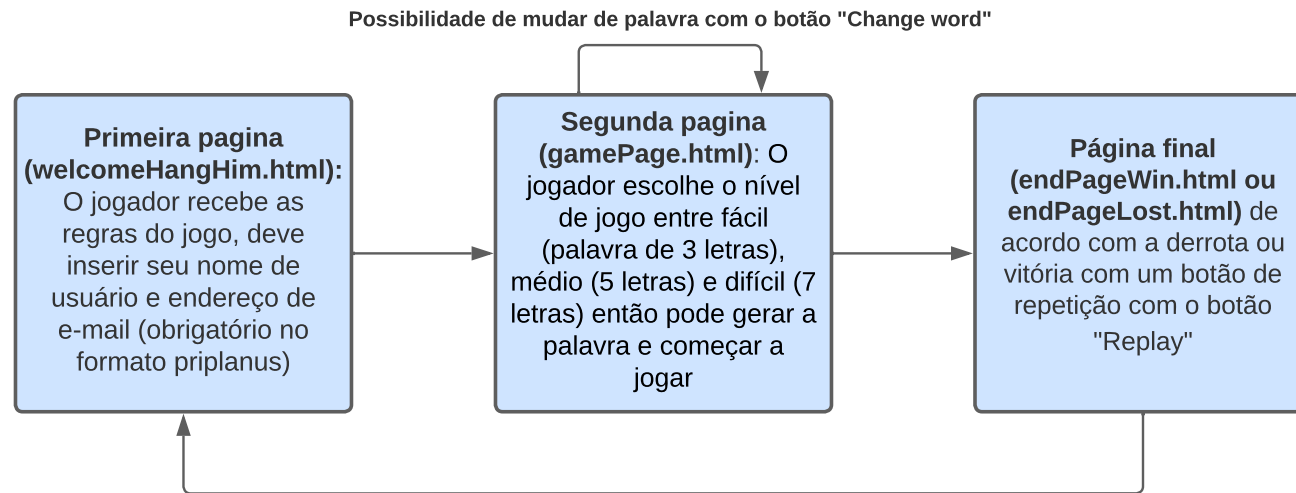 Possibilidade de mudar de palavra com o botão "Change word"
Primeira pagina
(welcomeHangHim.html):
O jogador recebe as
regras do jogo, deve
inserir seu nome de
usuário e endereço de
e-mail (obrigatório no
formato priplanus)
Segunda pagina
(gamePage.html): O
jogador escolhe o nível
de jogo entre fácil
(palavra de 3 letras),
médio (5 letras) e difícil (7
letras) então pode gerar a
palavra e começar a
jogar
Página final
(endPageWin.html ou
endPageLost.html) de
acordo com a derrota ou
vitória com um botão de
repetição com o botão
"Replay"